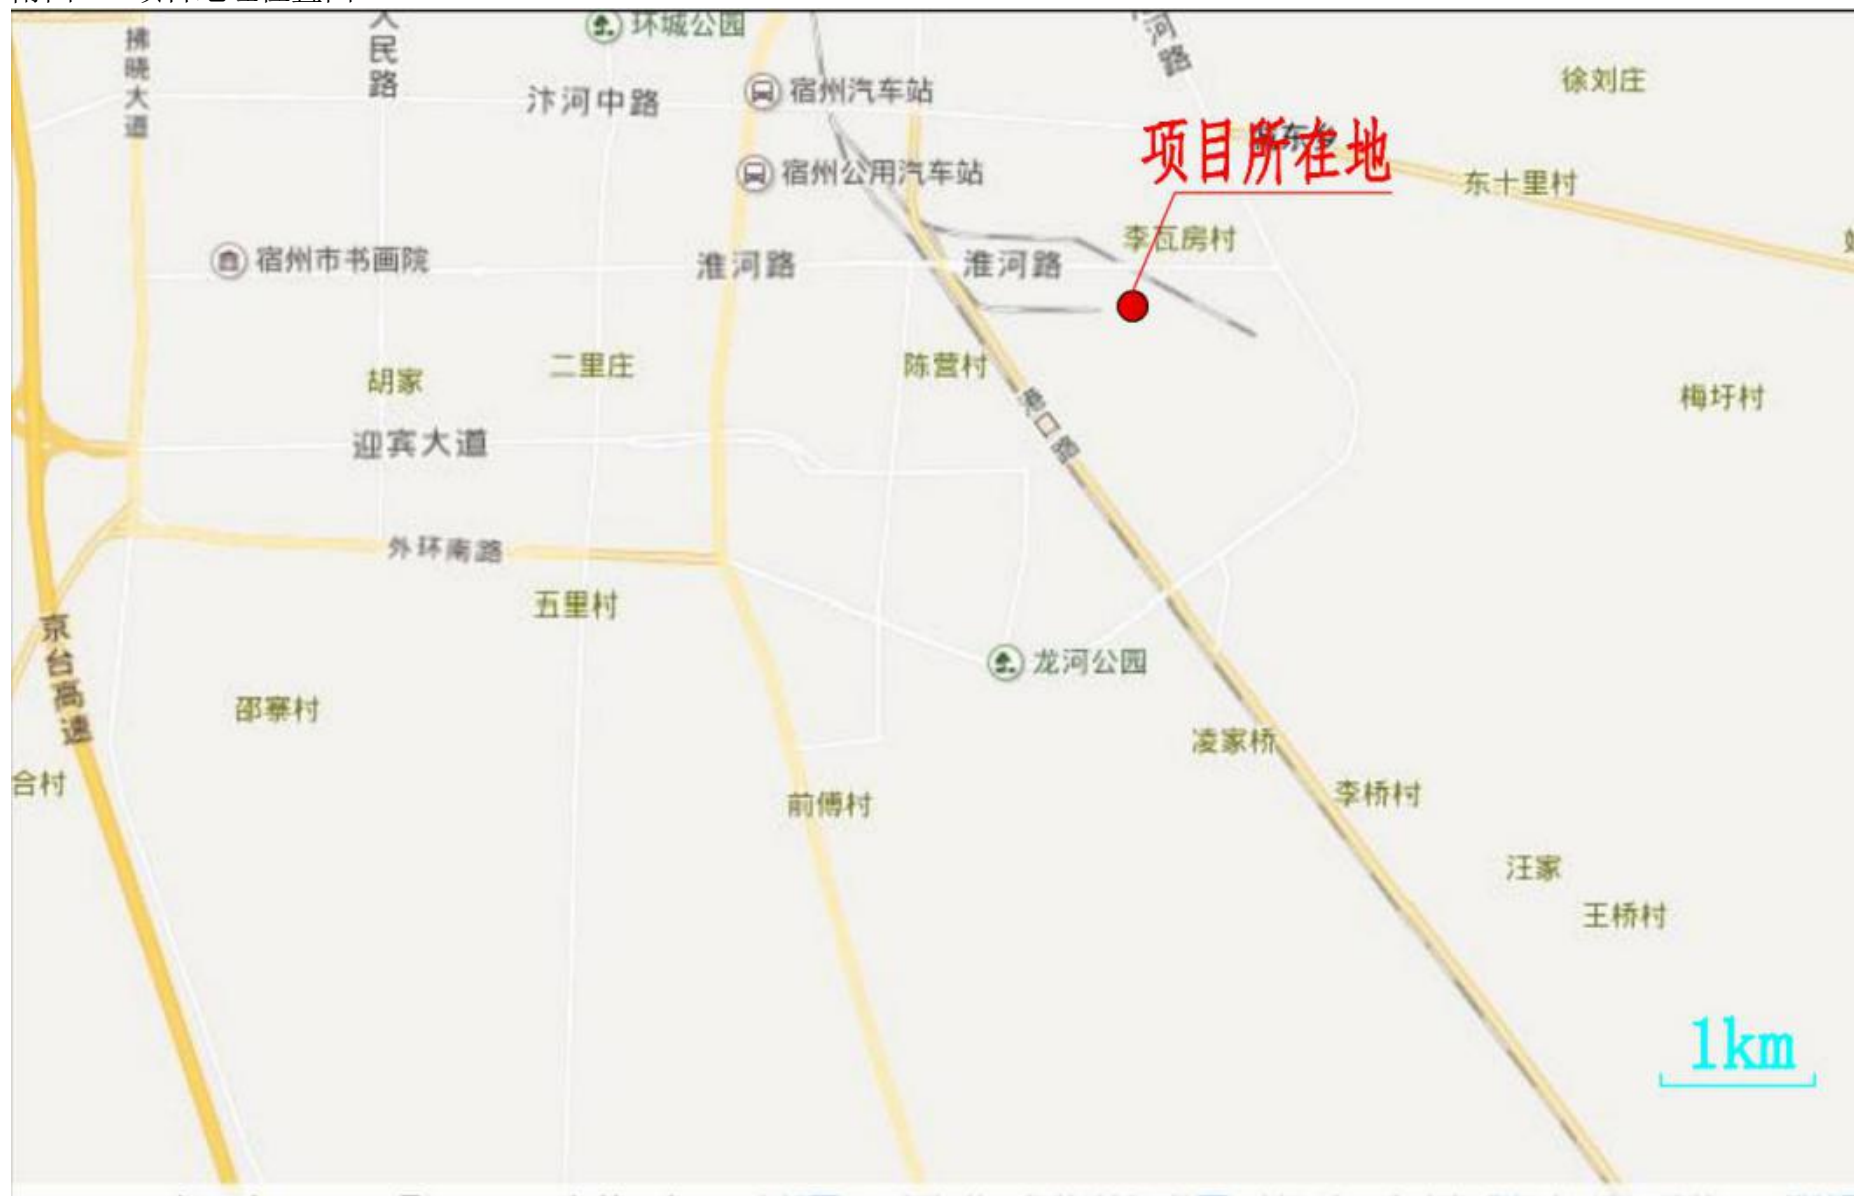 环城公园
拂晓大道
人民路
汴河中路
宿州汽车站
河路
徐刘庄
项目所在地
东十里村
宿州公用汽车站
李瓦房村
宿州市书画院
淮河路
淮河路
胡家
二里庄
陈营村
梅圩村
港口路
迎宾大道
外环南路
五里村
京台高速
龙河公园
邵寨村
凌家桥
合村
李桥村
前傅村
汪家
王桥村
1km